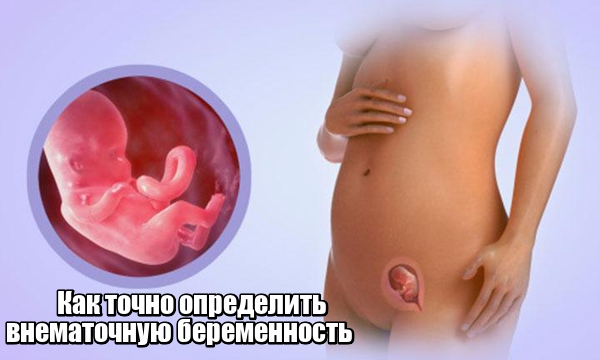 Как точно определить
внематочную беременность